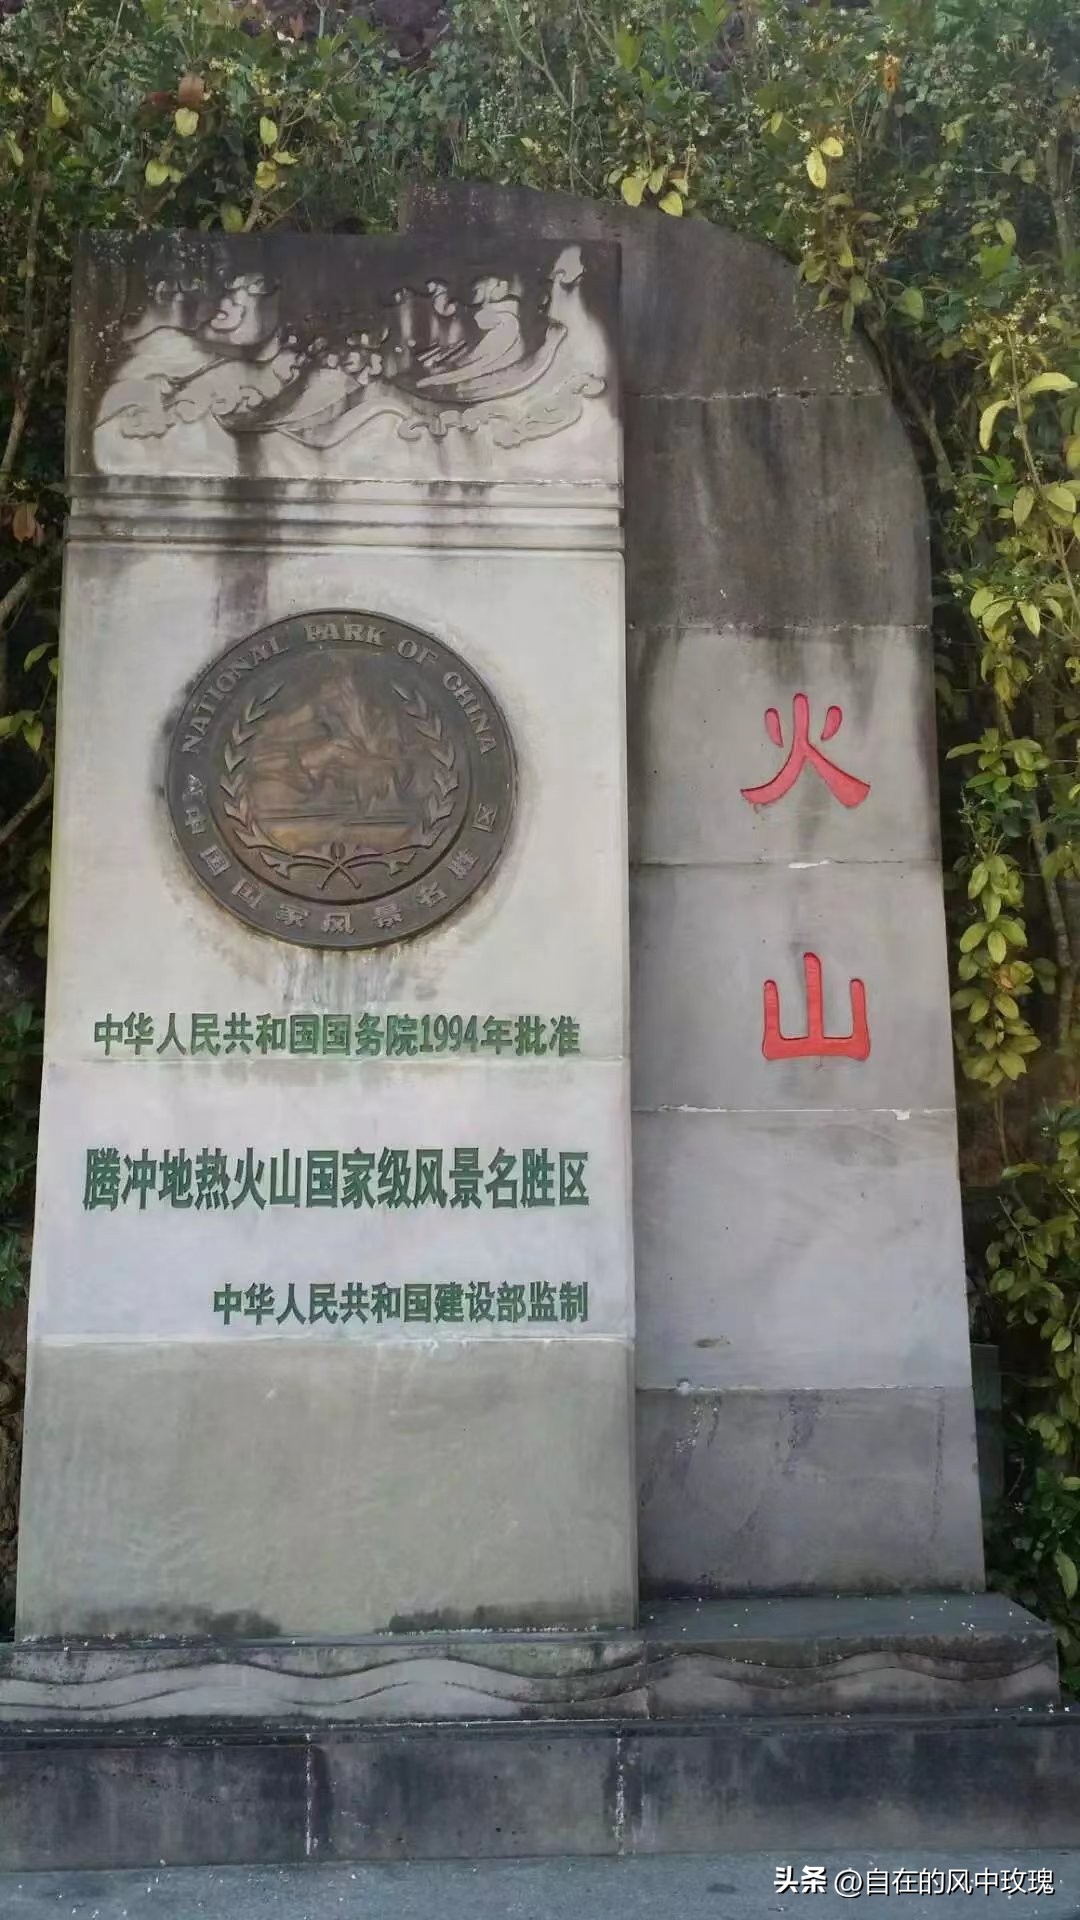 NATIONAL PARK OF CHINA
中国国家风景名胜区
中华人民共和国国务院1994年批准
腾冲地热火山国家级风景名胜区
中华人民共和国建设部监制
火山
头条 @自在的风中玫瑰